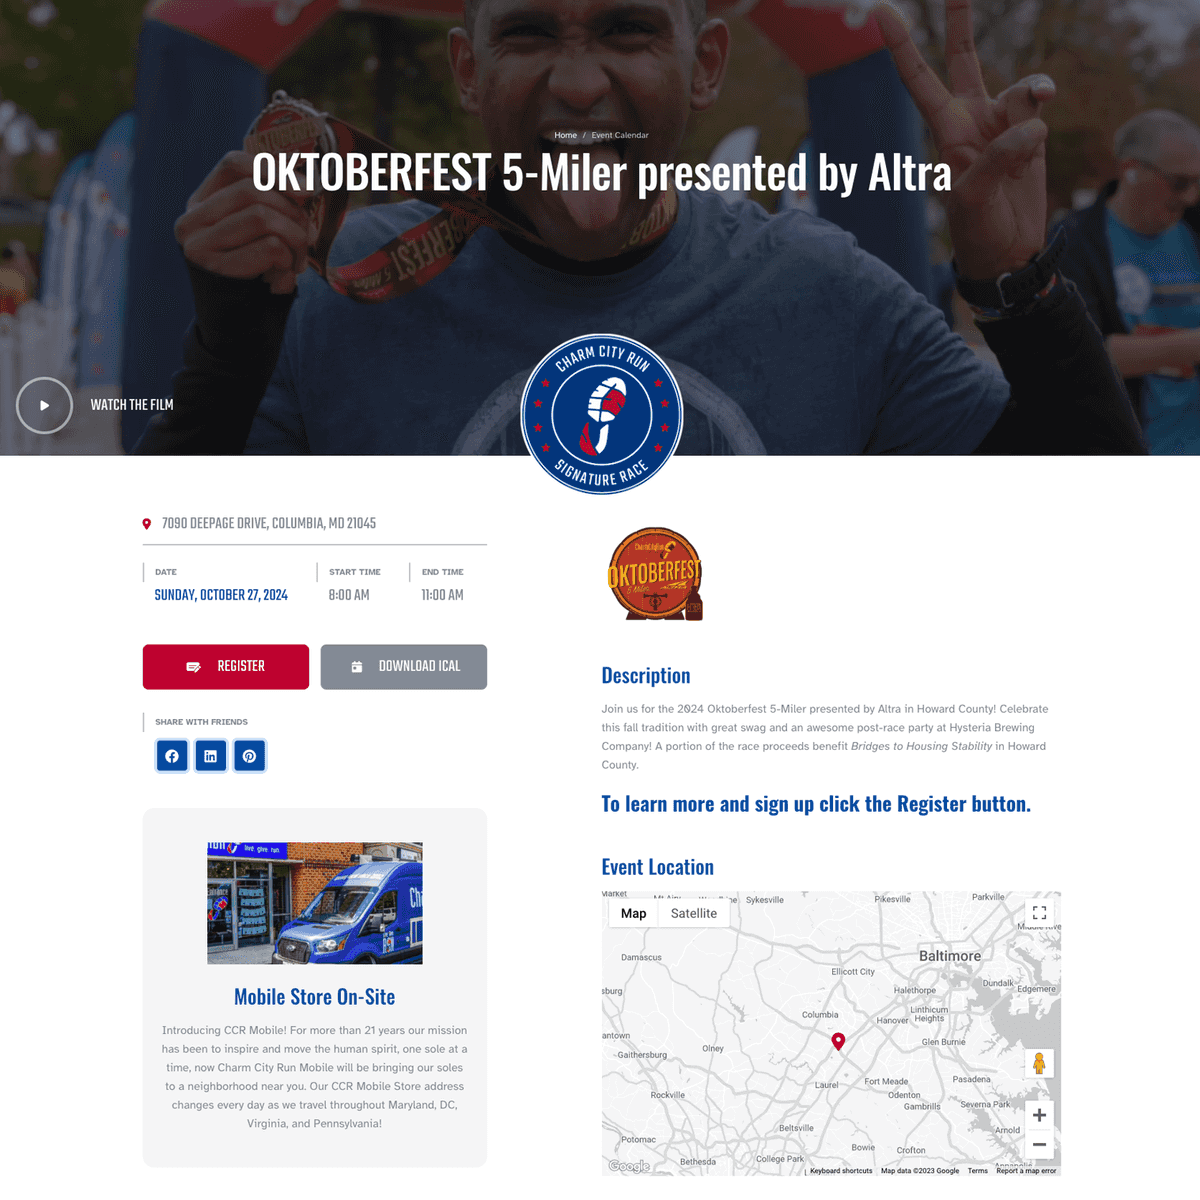 Home / Event Calendar
OKTOBERFEST 5-Miler presented by Altra
WATCH THE FILM
CHARM CITY RUN
SIGNATURE RACE
7090 DEEPAGE DRIVE, COLUMBIA, MD 21045
DATE
SUNDAY, OCTOBER 27, 2024
START TIME
8:00 AM
END TIME
11:00 AM
REGISTER
DOWNLOAD ICAL
SHARE WITH FRIENDS
Mobile Store On-Site
Introducing CCR Mobile! For more than 21 years our mission
has been to inspire and move the human spirit, one sole at a
time, now Charm City Run Mobile will be bringing our soles
to a neighborhood near you. Our CCR Mobile Store address
changes every day as we travel throughout Maryland, DC,
Virginia, and Pennsylvania!
OKTOBERFEST
5 Miler
Description
Join us for the 2024 Oktoberfest 5-Miler presented by Altra in Howard County! Celebrate
this fall tradition with great swag and an awesome post-race party at Hysteria Brewing
Company! A portion of the race proceeds benefit Bridges to Housing Stability in Howard
County.
To learn more and sign up click the Register button.
Event Location
Map
Satellite
Market
Sykesville
Pikesville
Parkville
Damascus
Baltimore
Ellicott City
Dundalk
Edgemere
sburg
Halethorpe
Linthicum
Heights
Columbia
Hanover
antown
Gaithersburg
Olney
Glen Burnie
Laurel
Fort Meade
Pasadena
Rockville
Odenton
Gambrills
Severna Park
Beltsville
Arnold
Potomac
Bowie
Crofton
Bethesda
College Park
Annapolis
Google
Keyboard shortcuts
Map data ©2023 Google
Terms
Report a map error